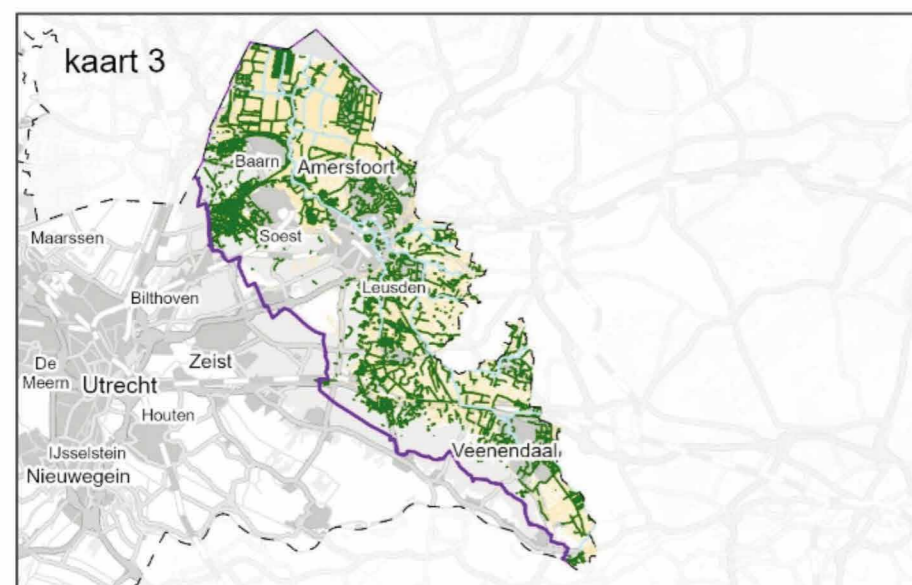 kaart 3
Baarn
Amersfoort
Soest
Maarssen
Bilthoven
Leusden
Zeist
De
Meern
Utrecht
Houten
IJsselstein
Nieuwegein
Veenendaal